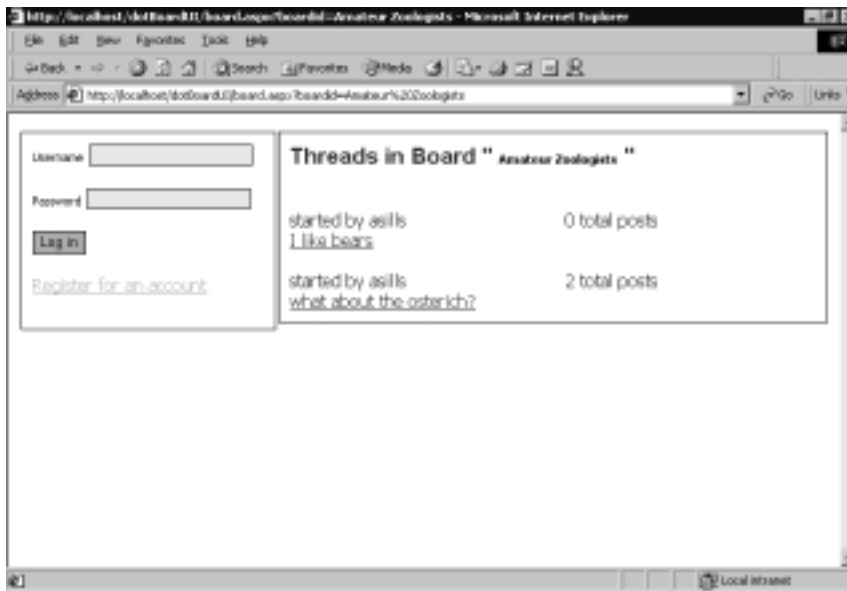 http://localhost/dotBoardUI/board.aspx?boardid=Amateur Zoologists - Microsoft Internet Explorer
File Edit View Favorites Tools Help
Back Search Favorites Media
Address http://localhost/dotBoardUI/board.aspx?boardid=Amateur%20Zoologists Go Links
Username
Password
Log in
Register for an account
Threads in Board " Amateur Zoologists "
started by asills 0 total posts
I like bears
started by asills 2 total posts
what about the osterich?
Local intranet